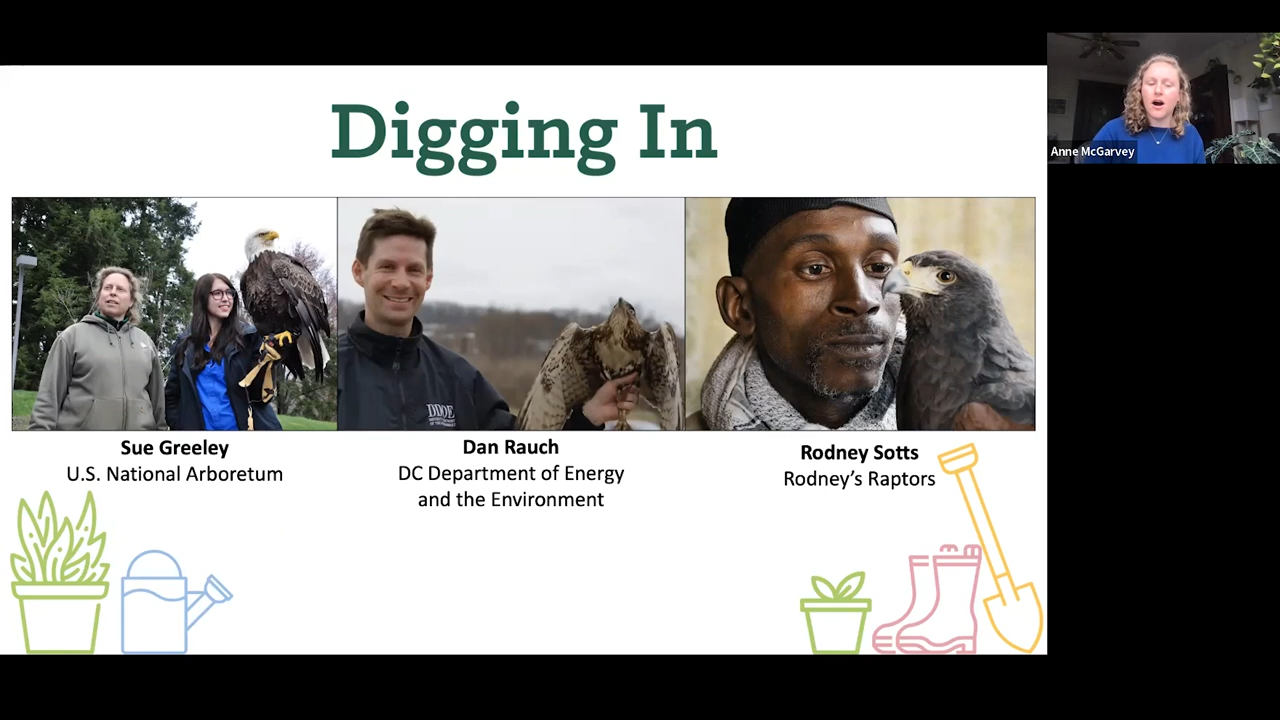 Digging In
Anne McGarvey
DDOE
Sue Greeley
U.S. National Arboretum
Dan Rauch
DC Department of Energy
and the Environment
Rodney Sotts
Rodney's Raptors